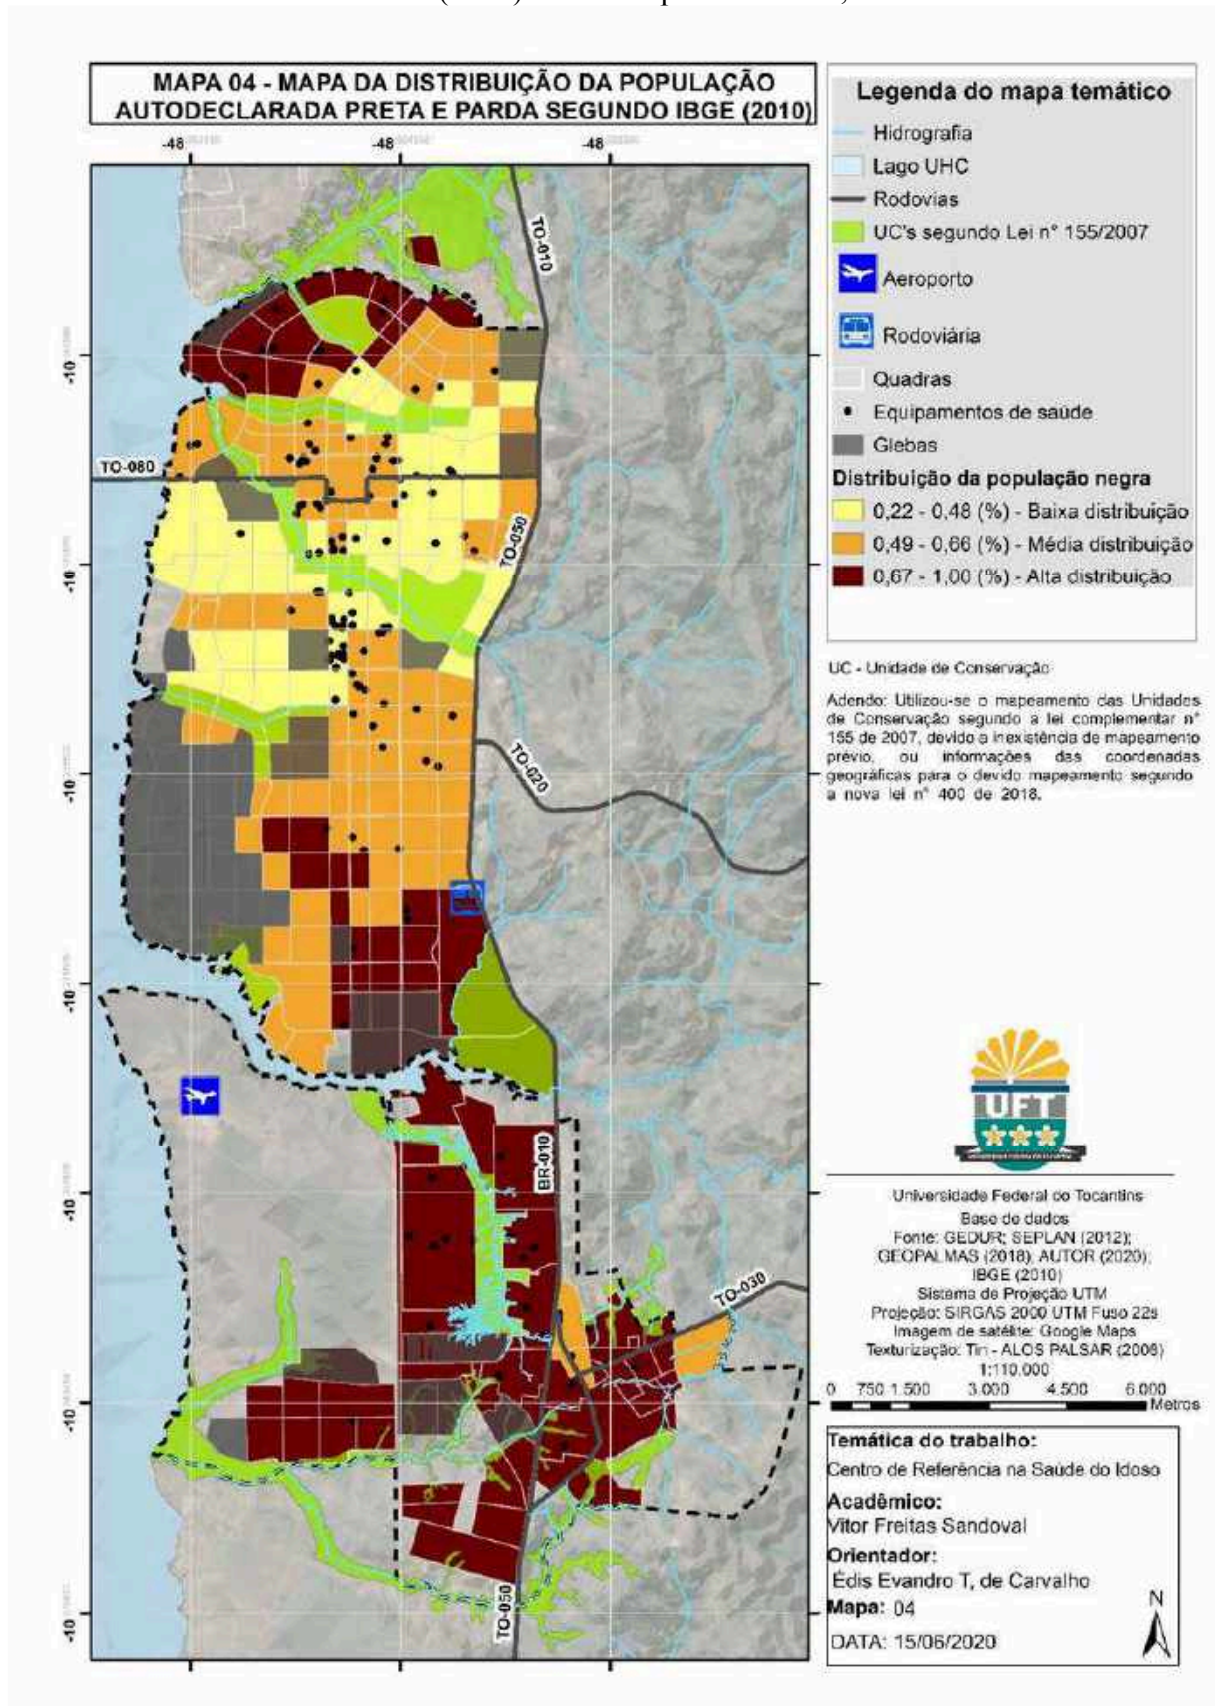 MAPA 04 - MAPA DA DISTRIBUIÇÃO DA POPULAÇÃO
AUTODECLARADA PRETA E PARDA SEGUNDO IBGE (2010)
-48
-48
-48
TO-010
-10
TO-080
TO-050
-10
TO-020
-10
-10
BR-010
-10
TO-030
-10
TO-050
-10
Legenda do mapa temático
Hidrografia
Lago UHC
Rodovias
UC's segundo Lei n° 155/2007
Aeroporto
Rodoviária
Quadras
Equipamentos de saúde
Glebas
Distribuição da população negra
0,22 - 0,48 (%) - Baixa distribuição
0,49 - 0,66 (%) - Média distribuição
0,67 - 1,00 (%) - Alta distribuição
UC - Unidade de Conservação
Adendo: Utilizou-se o mapeamento das Unidades
de Conservação segundo a lei complementar n°
155 de 2007, devido a inexistência de mapeamento
prévio, ou informações das coordenadas
geográficas para o devido mapeamento segundo
a nova lei n° 400 de 2018.
UFT
Universidade Federal do Tocantins
Base de dados
Fonte: GEDUR; SEPLAN (2012);
GEOPALMAS (2018); AUTOR (2020);
IBGE (2010)
Sistema de Projeção UTM
Projeção: SIRGAS 2000 UTM Fuso 22s
Imagem de satélite: Google Maps
Texturização: Tin - ALOS PALSAR (2006)
1:110.000
0 750 1.500 3.000 4.500 6.000
Metros
Temática do trabalho:
Centro de Referência na Saúde do Idoso
Acadêmico:
Vitor Freitas Sandoval
Orientador:
Édis Evandro T, de Carvalho
Mapa: 04
DATA: 15/06/2020
N